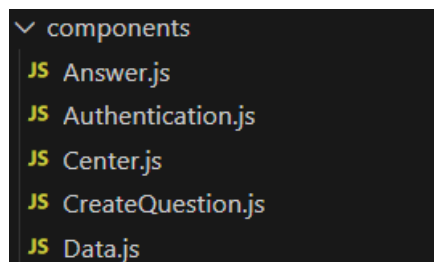 components
JS Answer.js
JS Authentication.js
JS Center.js
JS CreateQuestion.js
JS Data.js